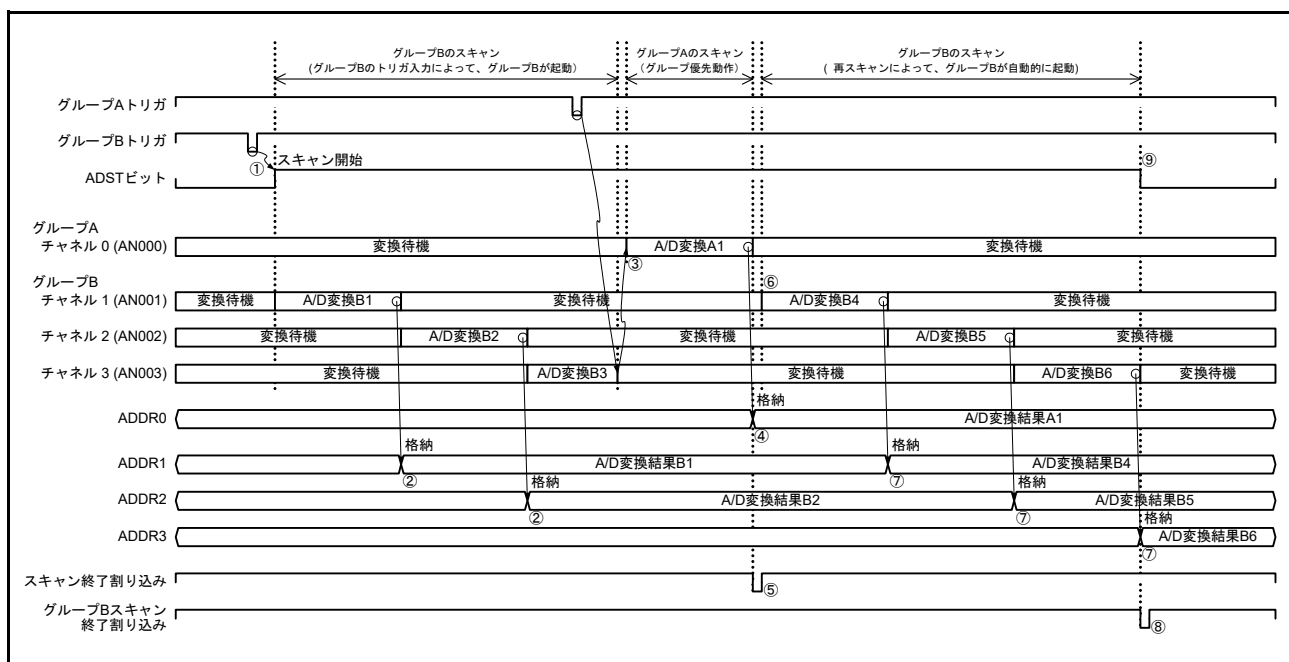 グループBのスキャン
(グループBのトリガ入力によって、グループBが起動)
グループAのスキャン
(グループ優先動作)
グループBのスキャン
( 再スキャンによって、グループBが自動的に起動)
グループAトリガ
グループBトリガ
① スキャン開始 ⑨
ADSTビット
グループA
チャネル 0 (AN000) 変換待機 A/D変換A1 変換待機
③
グループB ⑥
チャネル 1 (AN001) 変換待機 A/D変換B1 変換待機 A/D変換B4 変換待機
チャネル 2 (AN002) 変換待機 A/D変換B2 変換待機 A/D変換B5 変換待機
チャネル 3 (AN003) 変換待機 A/D変換B3 変換待機 A/D変換B6 変換待機
格納
ADDR0 A/D変換結果A1
④
格納 格納
ADDR1 A/D変換結果B1 A/D変換結果B4
② ⑦
格納 格納
ADDR2 A/D変換結果B2 A/D変換結果B5
② ⑦
格納
ADDR3 A/D変換結果B6
⑦
スキャン終了割り込み ⑤
グループBスキャン
終了割り込み ⑧